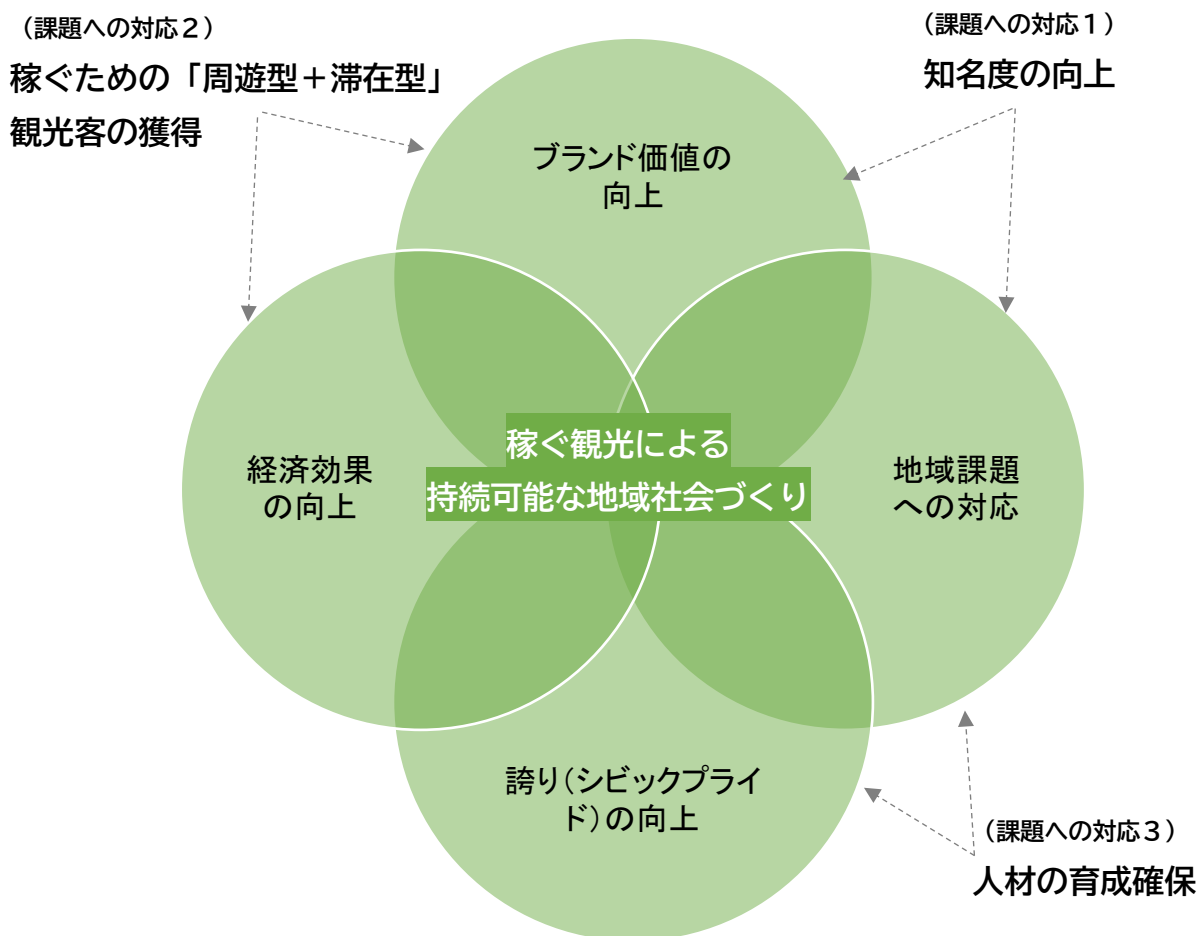 （課題への対応２）
稼ぐための「周遊型＋滞在型」
観光客の獲得
（課題への対応１）
知名度の向上
ブランド価値の
向上
稼ぐ観光による
持続可能な地域社会づくり
経済効果
の向上
地域課題
への対応
誇り（シビックプライ
ド）の向上
（課題への対応３）
人材の育成確保